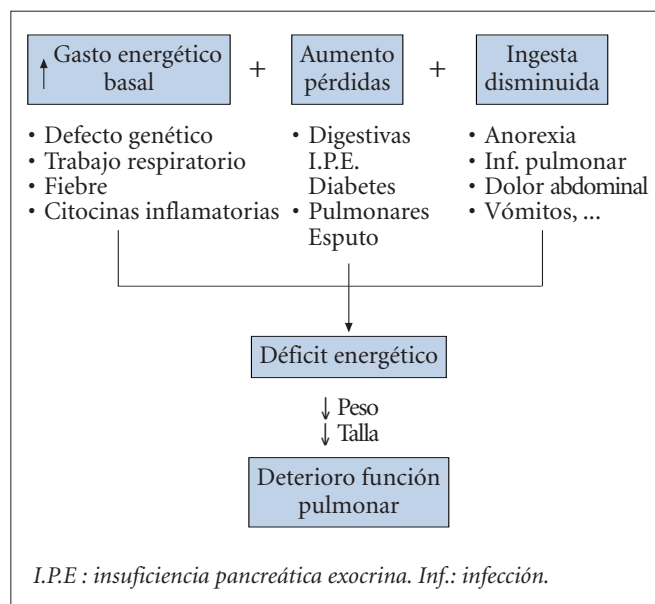 ↑ Gasto energético
basal
+
Aumento
pérdidas
+
Ingesta
disminuida
• Defecto genético
• Trabajo respiratorio
• Fiebre
• Citocinas inflamatorias
• Digestivas
I.P.E.
Diabetes
• Pulmonares
Esputo
• Anorexia
• Inf. pulmonar
• Dolor abdominal
• Vómitos, ...
Déficit energético
↓ Peso
↓ Talla
Deterioro función
pulmonar
I.P.E : insuficiencia pancreática exocrina. Inf.: infección.